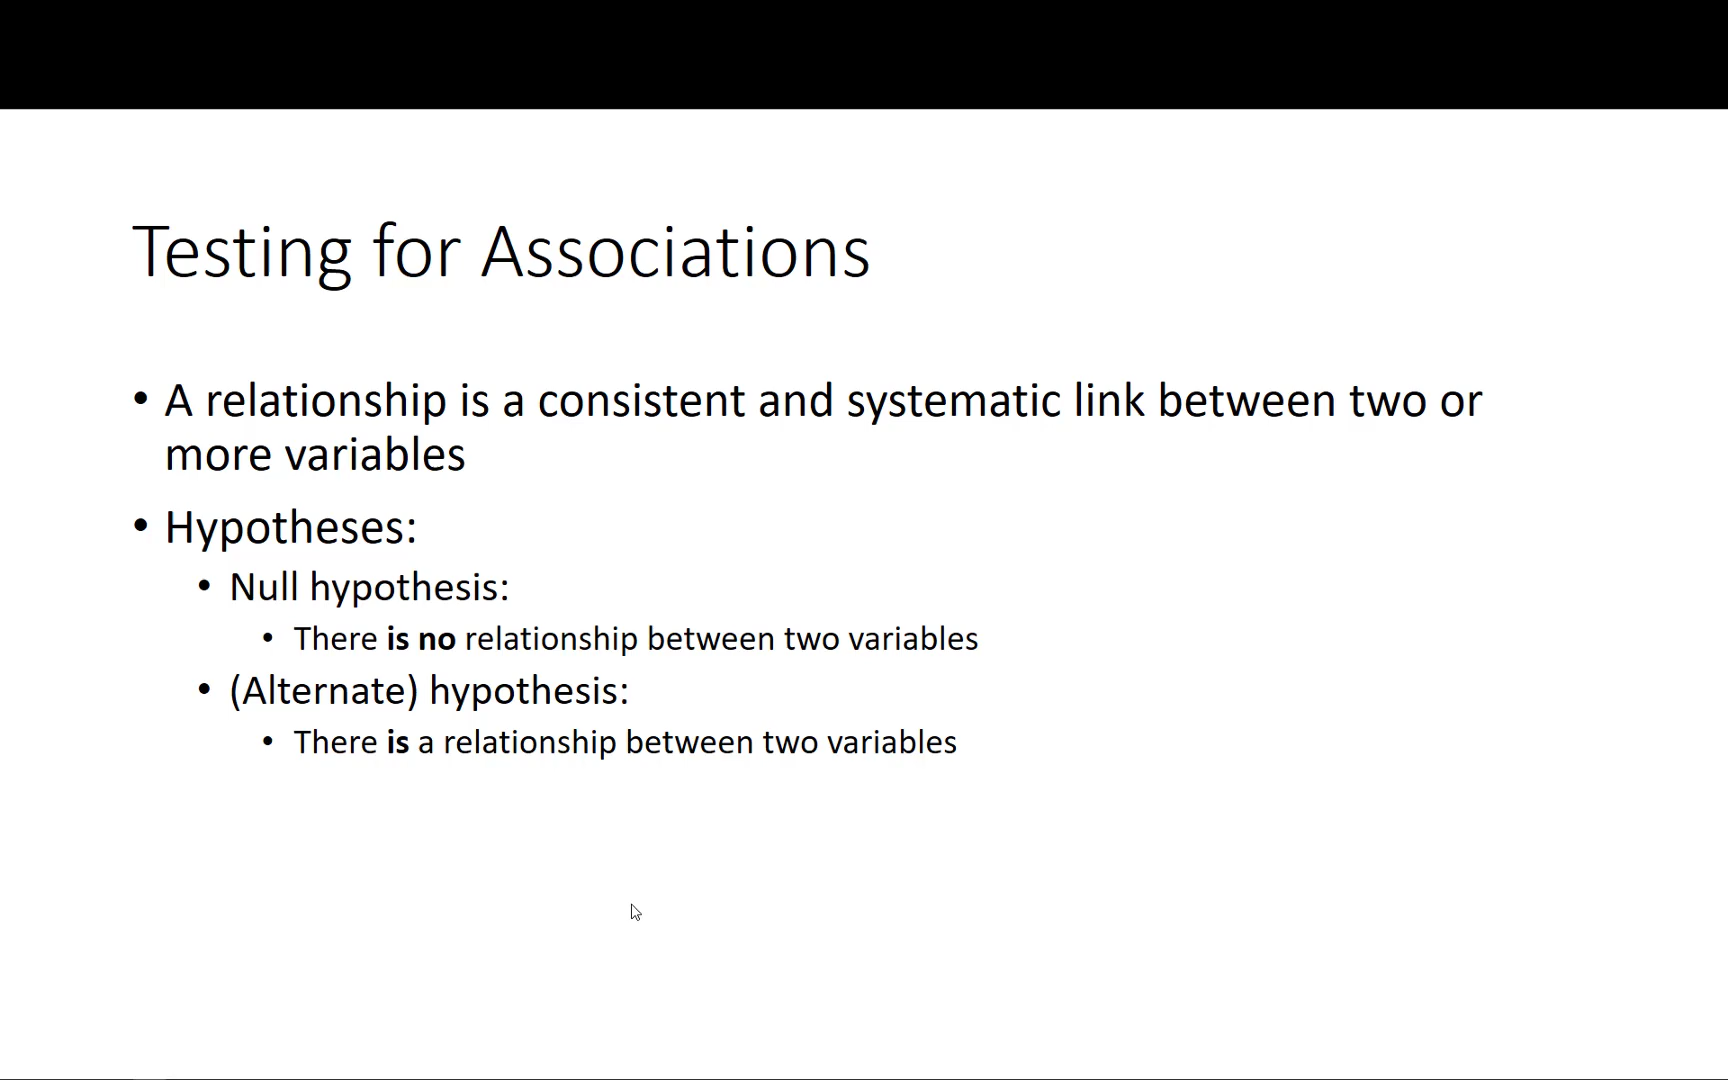 Testing for Associations
• A relationship is a consistent and systematic link between two or
more variables
• Hypotheses:
• Null hypothesis:
• There is no relationship between two variables
• (Alternate) hypothesis:
• There is a relationship between two variables